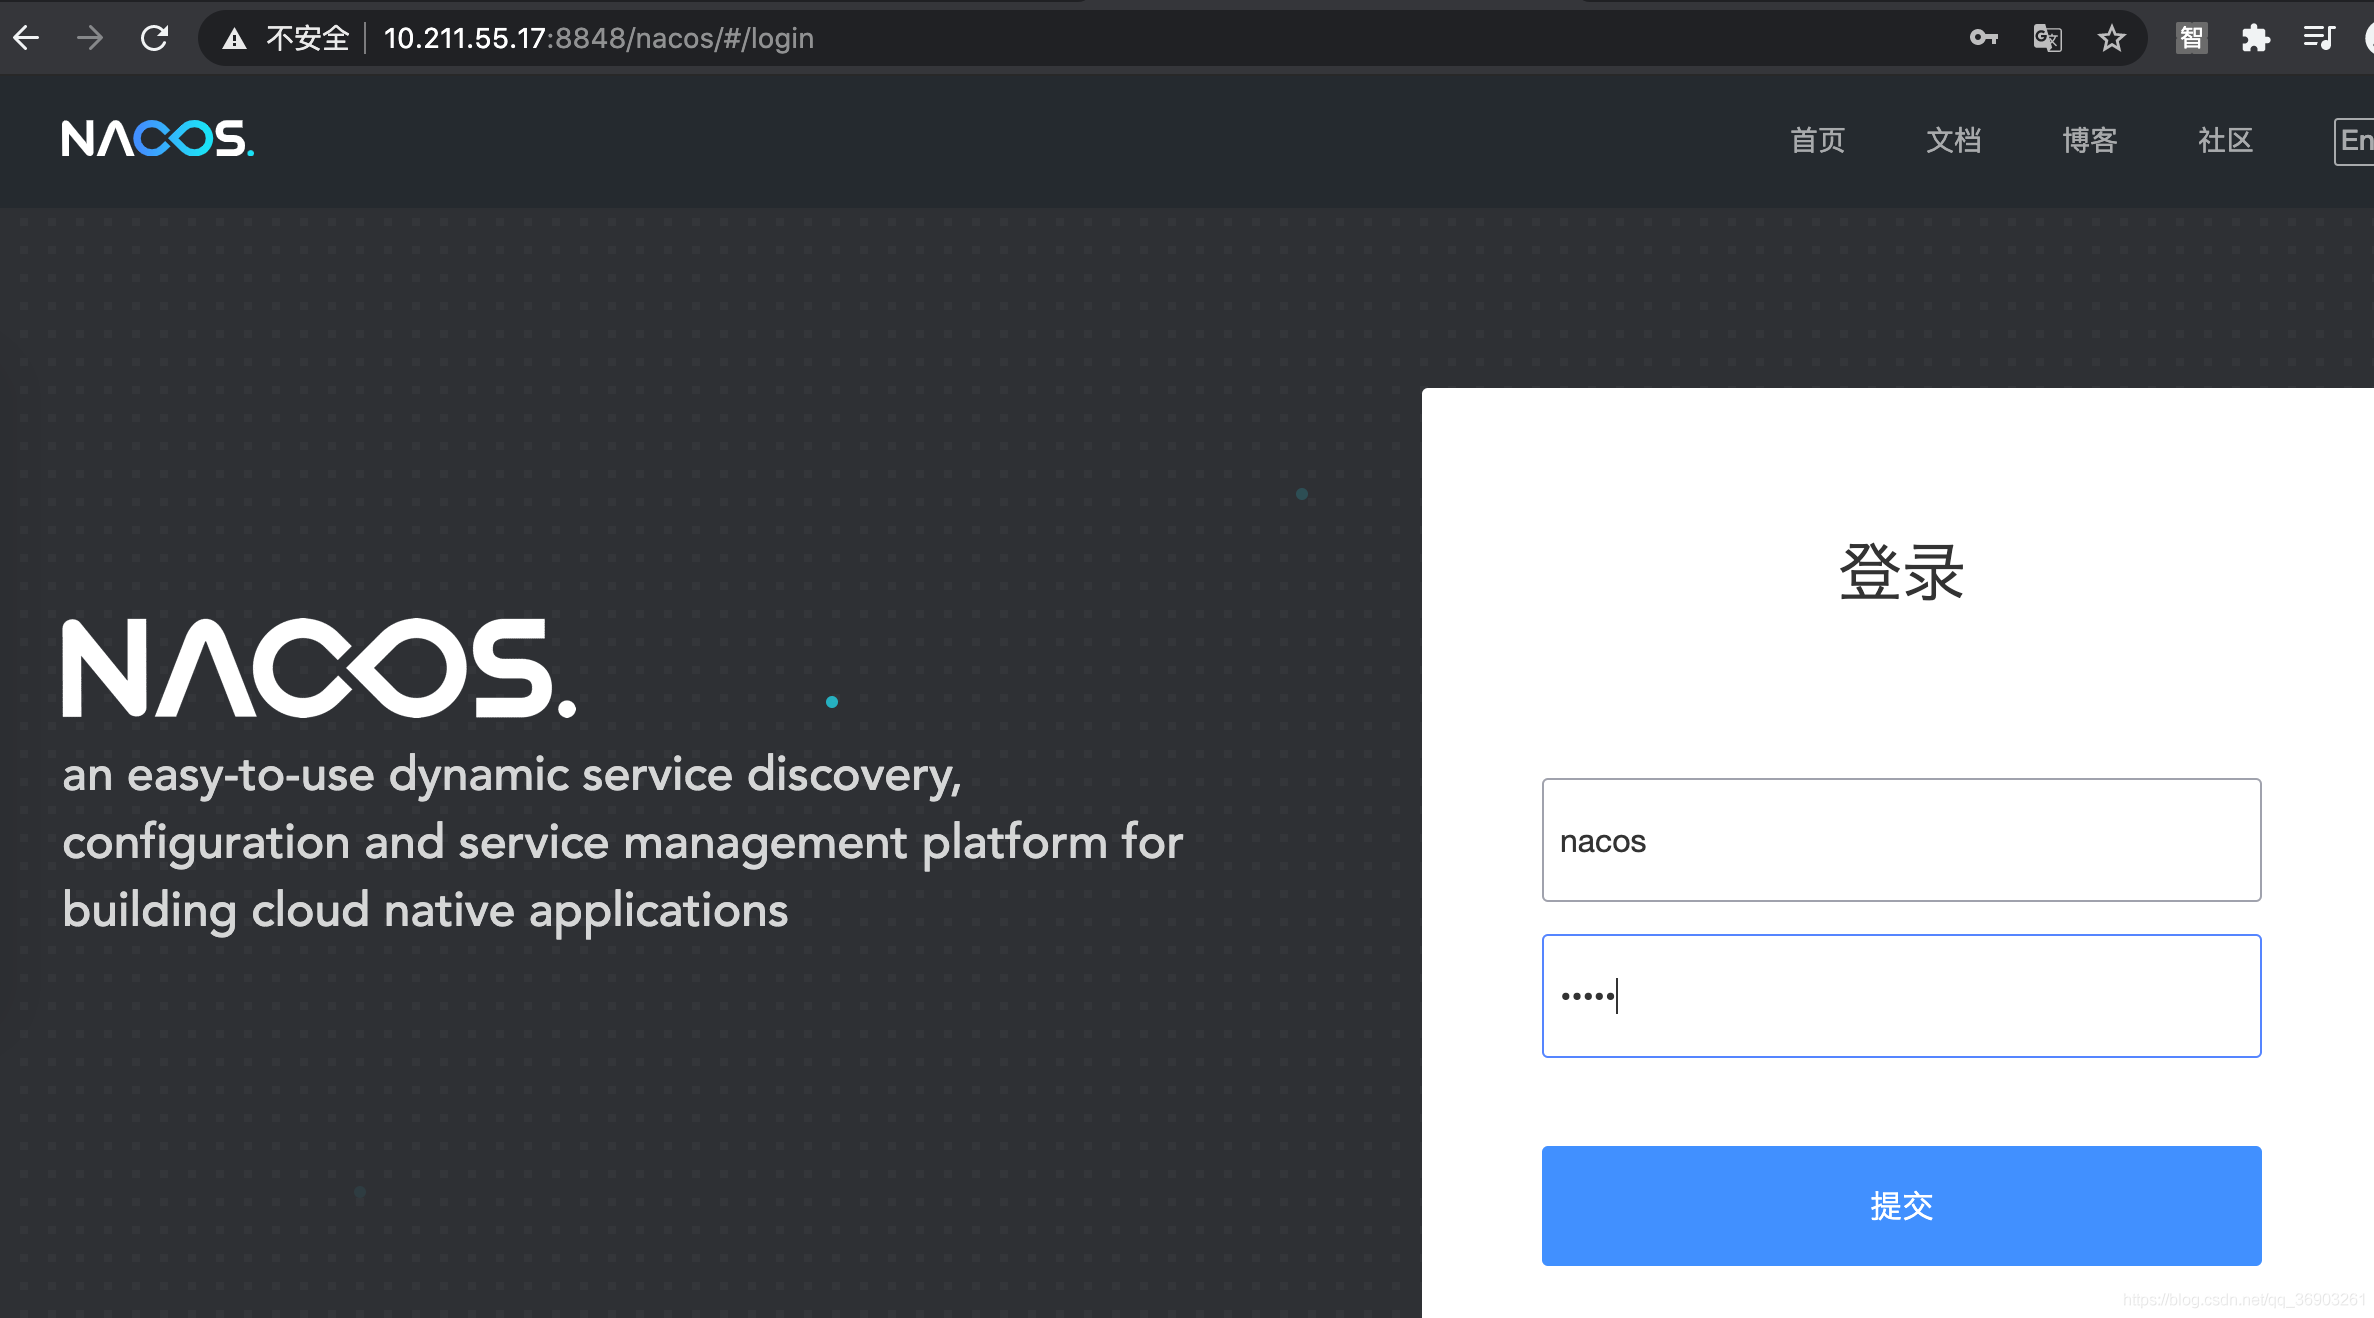 不安全 10.211.55.17:8848/nacos/#/login 智
NACOS.
首页 文档 博客 社区 En
登录
NACOS.
an easy-to-use dynamic service discovery,
configuration and service management platform for
building cloud native applications
nacos
•••••
提交
https://blog.csdn.net/qq_36903261